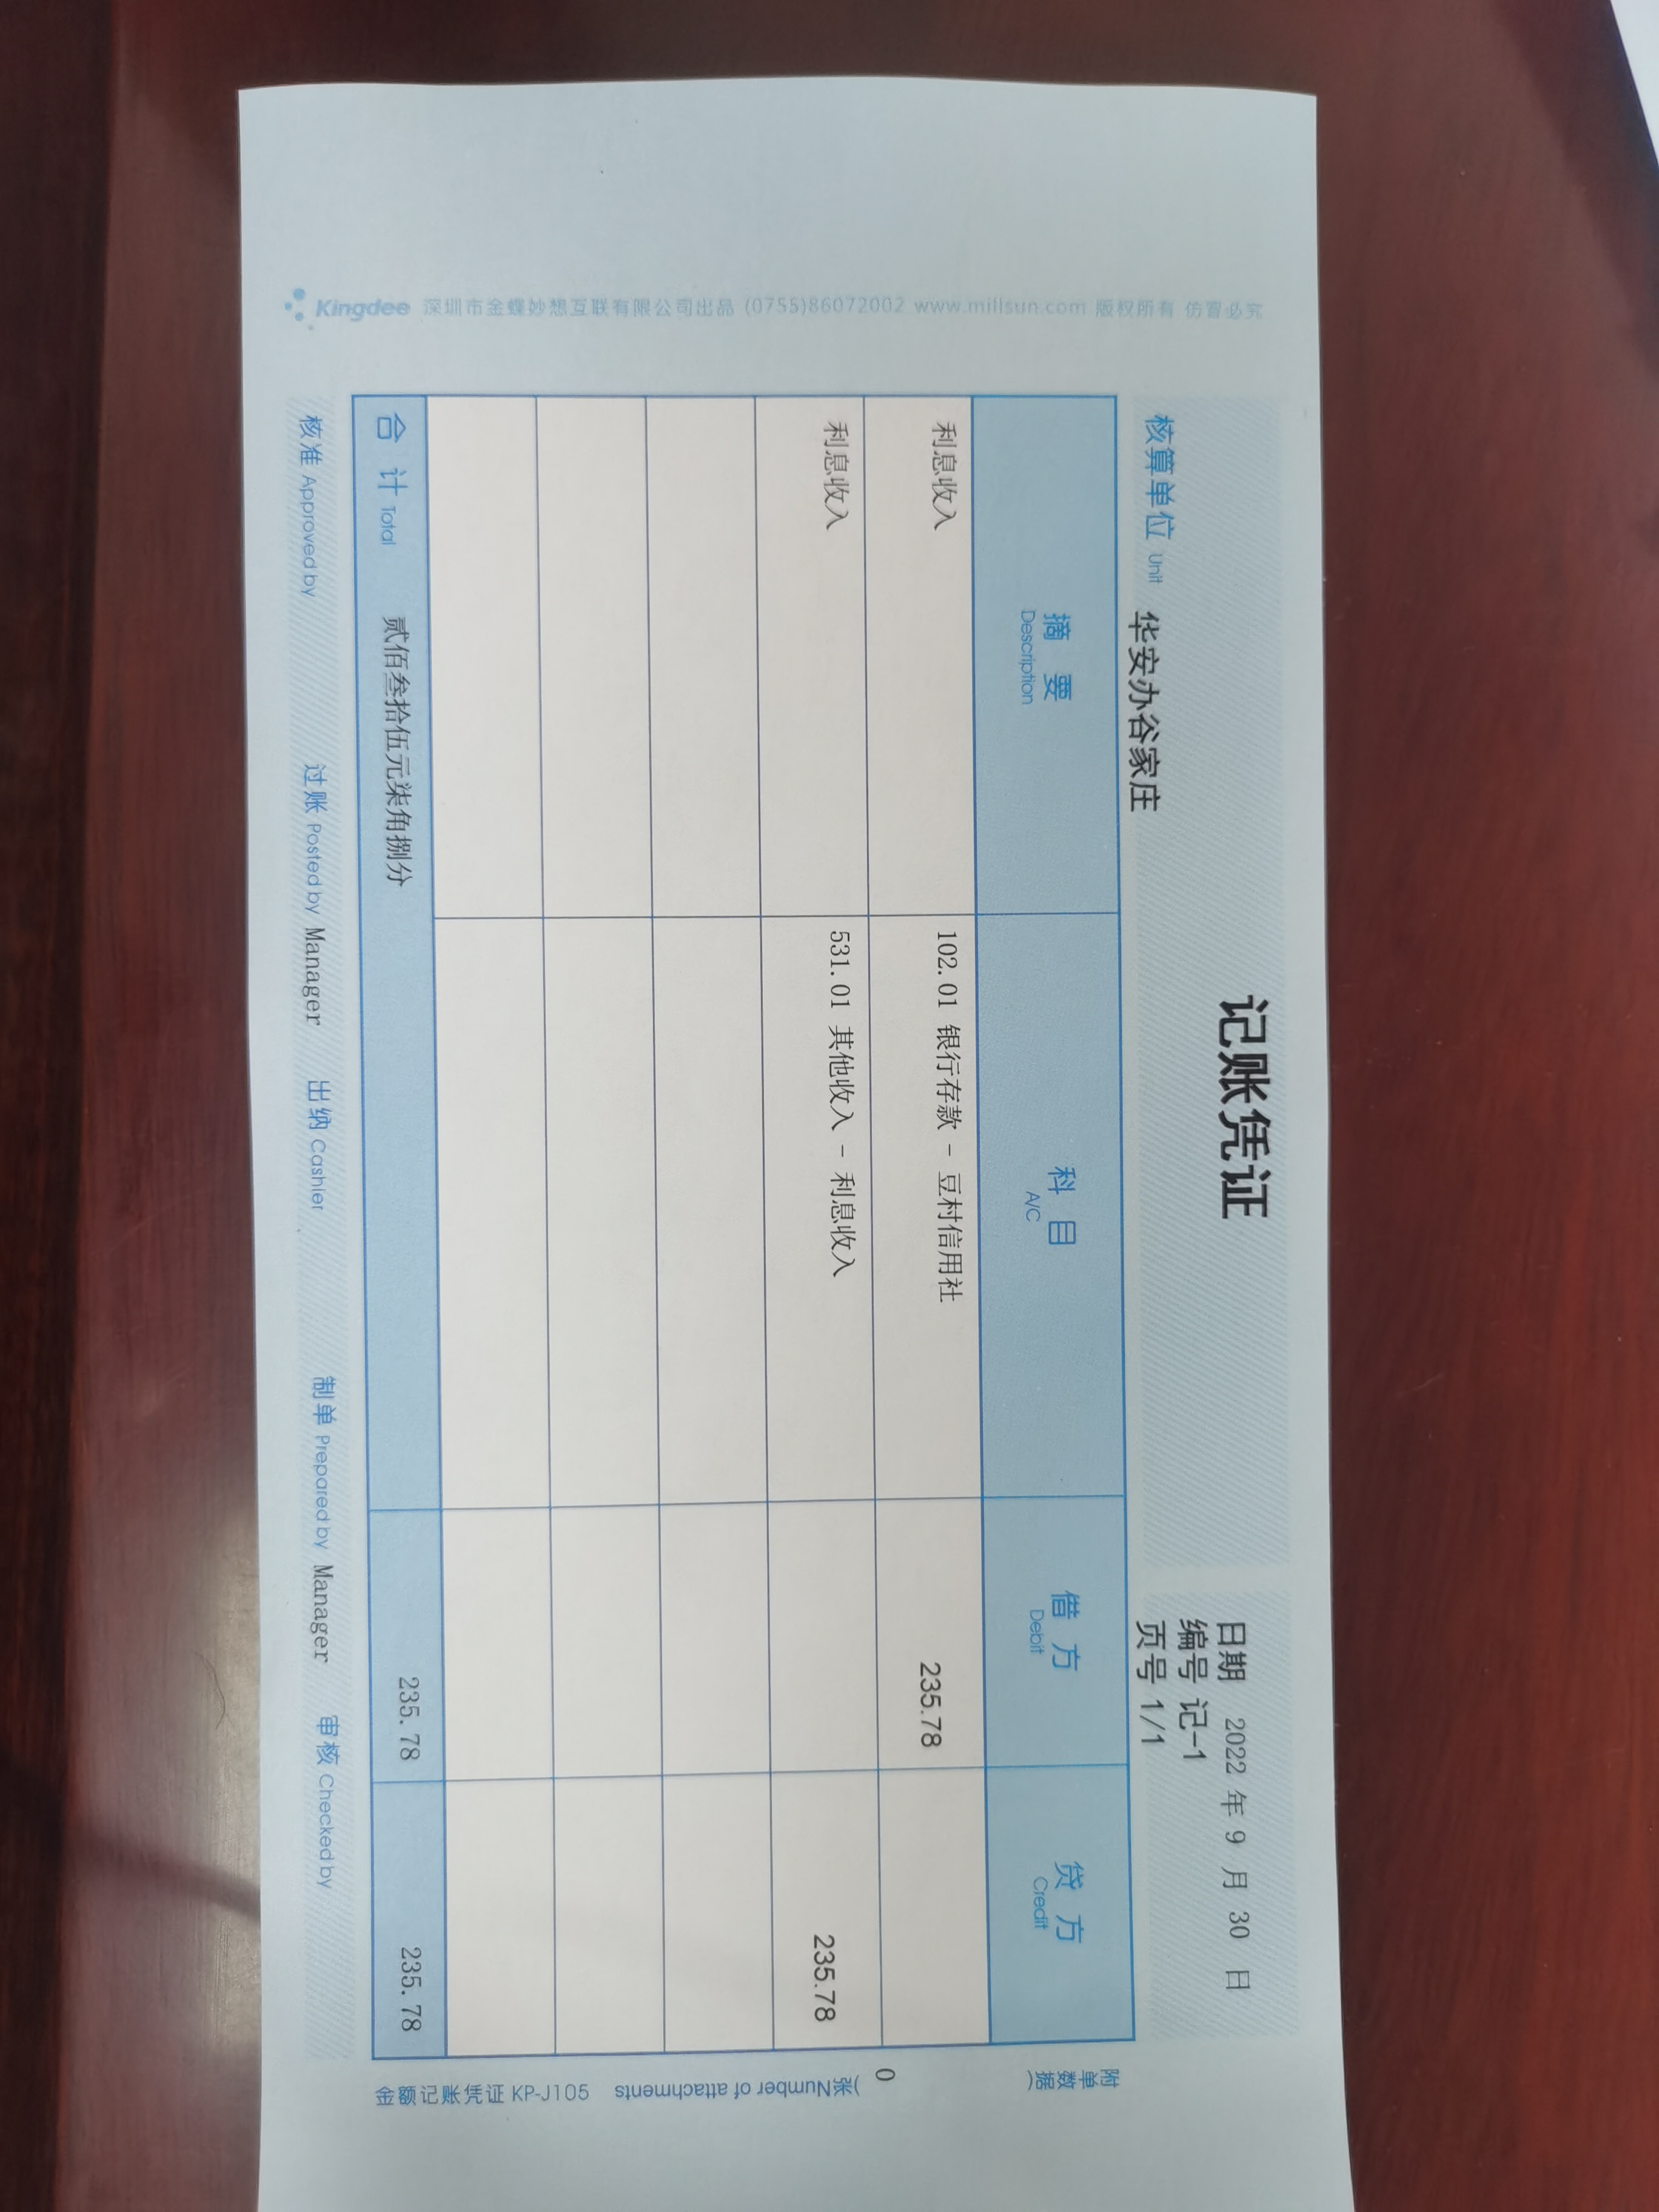 记账凭证
日期 2022 年 9 月 30 日
编号 记-1
核算单位 Unit 华安办谷家庄
页号 1/1
摘 要 科 目 借 方 贷 方
Description A/C Debit Credit
利息收入 102.01 银行存款 - 豆村信用社 235.78
利息收入 531.01 其他收入 - 利息收入 235.78
合 计 Total 贰佰叁拾伍元柒角捌分 235.78 235.78
核准 Approved by 过账 Posted by Manager 出纳 Cashier 制单 Prepared by Manager 审核 Checked by
附单数据( 0 )张 Number of attachments
金额记账凭证 KP-J105
Kingdee 深圳市金蝶妙想互联有限公司出品 (0755)86072002 www.millsun.com 版权所有 仿冒必究